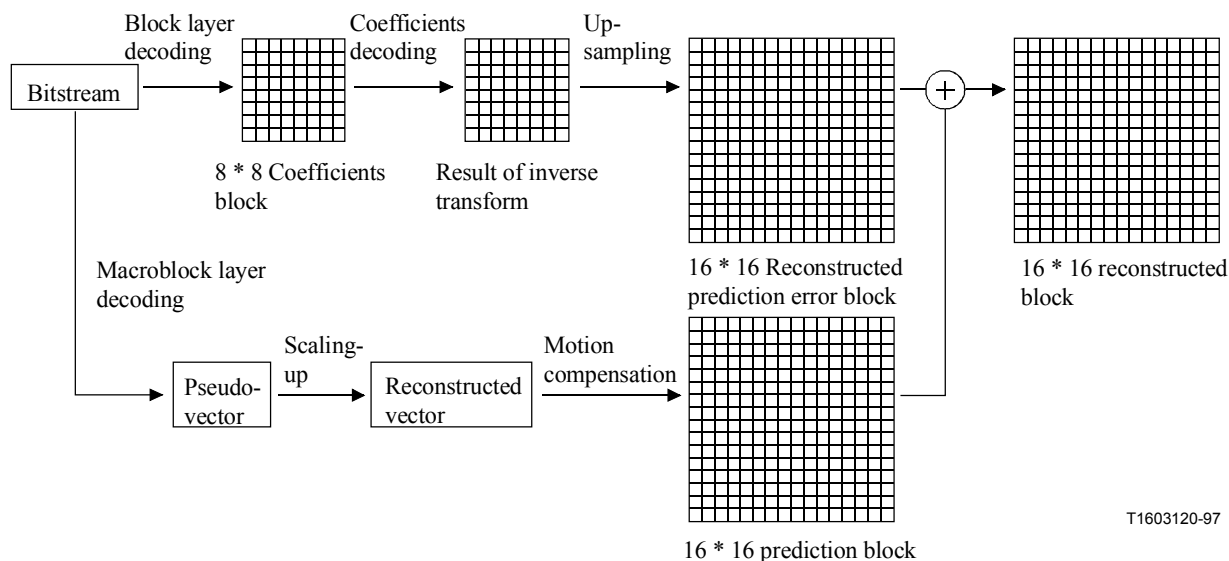 Block layer
decoding
Coefficients
decoding
Up-
sampling
Bitstream
8 * 8 Coefficients
block
Result of inverse
transform
16 * 16 Reconstructed
prediction error block
16 * 16 reconstructed
block
Macroblock layer
decoding
Scaling-
up
Motion
compensation
Pseudo-
vector
Reconstructed
vector
16 * 16 prediction block
T1603120-97